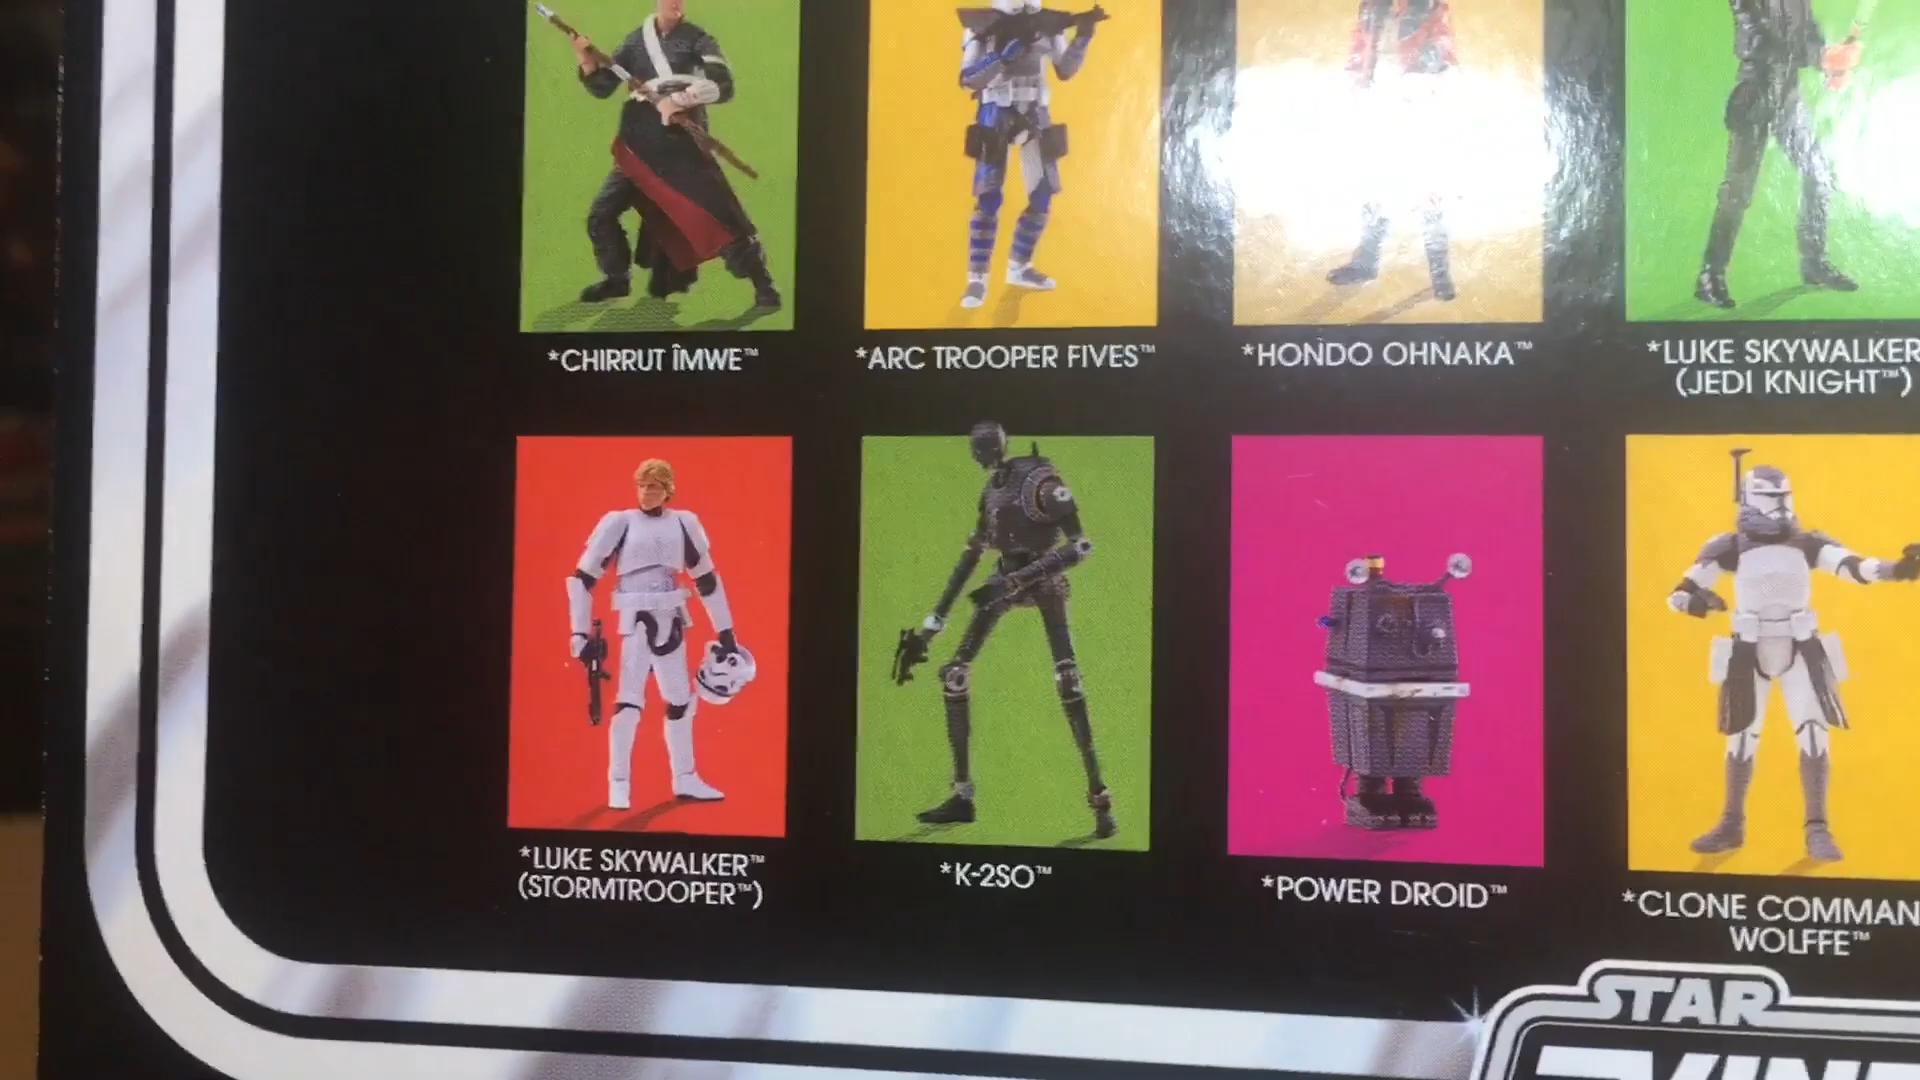 *CHIRRUT ÎMWE™
*ARC TROOPER FIVES™
*HONDO OHNAKA™
*LUKE SKYWALKER
(JEDI KNIGHT™)
*LUKE SKYWALKER™
(STORMTROOPER™)
*K-2SO™
*POWER DROID™
*CLONE COMMAN
WOLFFE™
STAR